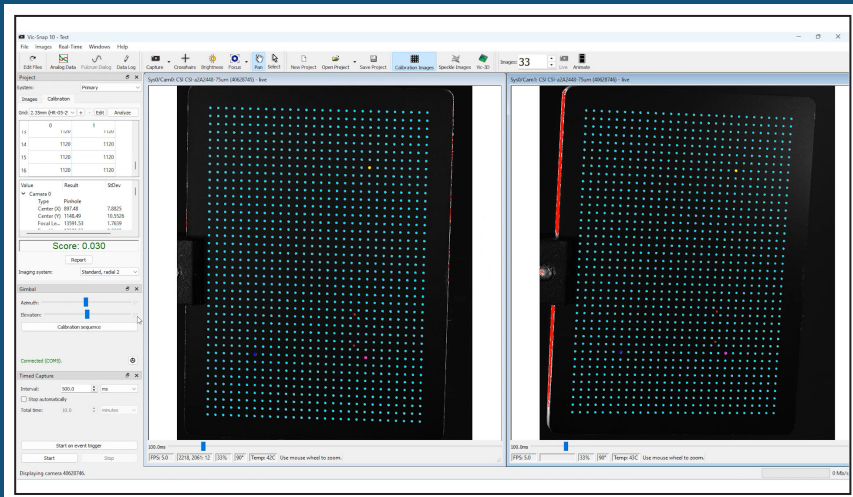 Vic-Snap 10 - Test
File Images Real-Time Windows Help
Edit Files Analog Data Fulcrum Dialog Data Log Capture Crosshairs Brightness Focus Pan Select New Project Open Project Save Project Calibration Images Speckle Images Vic-3D Images: 33 Live Animate
Project
System: Primary
Images Calibration
Grid: + - Edit Analyze
0 1
13 1120 1120
14 1120 1120
15 1120 1120
16 1120 1120
Value Result StDev
Camera 0
Type Pinhole
Center (X) 897.48 7.8825
Center (Y) 1148.49 10.5526
Focal Le... 13591.53 1.7639
Score: 0.030
Report
Imaging system: Standard, radial 2
Gimbal
Azimuth:
Elevation:
Calibration sequence
Connected (COM5).
Timed Capture
Interval: 500.0 ms
Stop automatically
Total time: 10.0 minutes
Start on event trigger
Start Stop
Displaying camera 40628746.
Sys0/Cam0: CSI CSI-a2A2448-75um (40628745) - live
100.0ms
FPS: 5.0 33% 90° Temp: 42C Use mouse wheel to zoom.
Sys0/Cam1: CSI CSI-a2A2448-75um (40628746) - live
100.0ms
FPS: 5.0 33% 90° Temp: 43C Use mouse wheel to zoom.
0 Mb/s